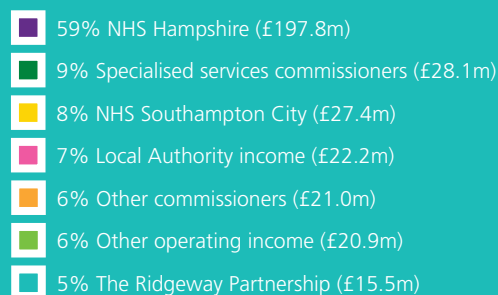 59% NHS Hampshire (£197.8m)
9% Specialised services commissioners (£28.1m)
8% NHS Southampton City (£27.4m)
7% Local Authority income (£22.2m)
6% Other commissioners (£21.0m)
6% Other operating income (£20.9m)
5% The Ridgeway Partnership (£15.5m)